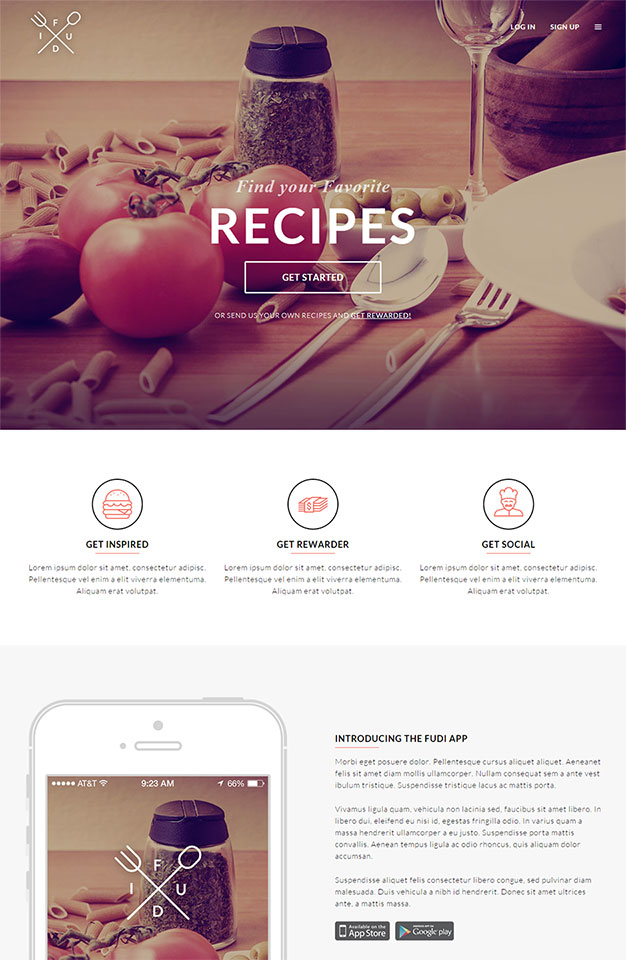 F
I U
D
LOG IN SIGN UP
Find your Favorite
RECIPES
GET STARTED
OR SEND US YOUR OWN RECIPES AND GET REWARDED!
GET INSPIRED
Lorem ipsum dolor sit amet, consectetur adipisc.
Pellentesque vel enim a elit viverra elementuma.
Aliquam erat volutpat.
GET REWARDER
Lorem ipsum dolor sit amet, consectetur adipisc.
Pellentesque vel enim a elit viverra elementuma.
Aliquam erat volutpat.
GET SOCIAL
Lorem ipsum dolor sit amet, consectetur adipisc.
Pellentesque vel enim a elit viverra elementuma.
Aliquam erat volutpat.
AT&T 9:23 AM 66%
F
I U
D
INTRODUCING THE FUDI APP
Morbi eget posuere dolor. Pellentesque cursus aliquet aliquet. Aeneanet
felis sit amet diam mollis ullamcorper. Nullam consequat sem a ante vest
ibulum tristique. Suspendisse tristique lacus ac mattis porta.
Vivamus ligula quam, vehicula non lacinia sed, faucibus sit amet libero. In
libero dui, eleifend eu nisi id, egestas fringilla odio. In varius quam a
massa hendrerit ullamcorper a eu justo. Suspendisse porta mattis
convallis. Aenean tempus ligula ac odio rhoncus, quis aliquam dolor
accumsan.
Suspendisse aliquet felis consectetur libero congue, sed pulvinar diam
malesuada. Duis vehicula a nibh id hendrerit. Donec sit amet ultrices
ante, a mattis massa.
Available on the
App Store
Google play